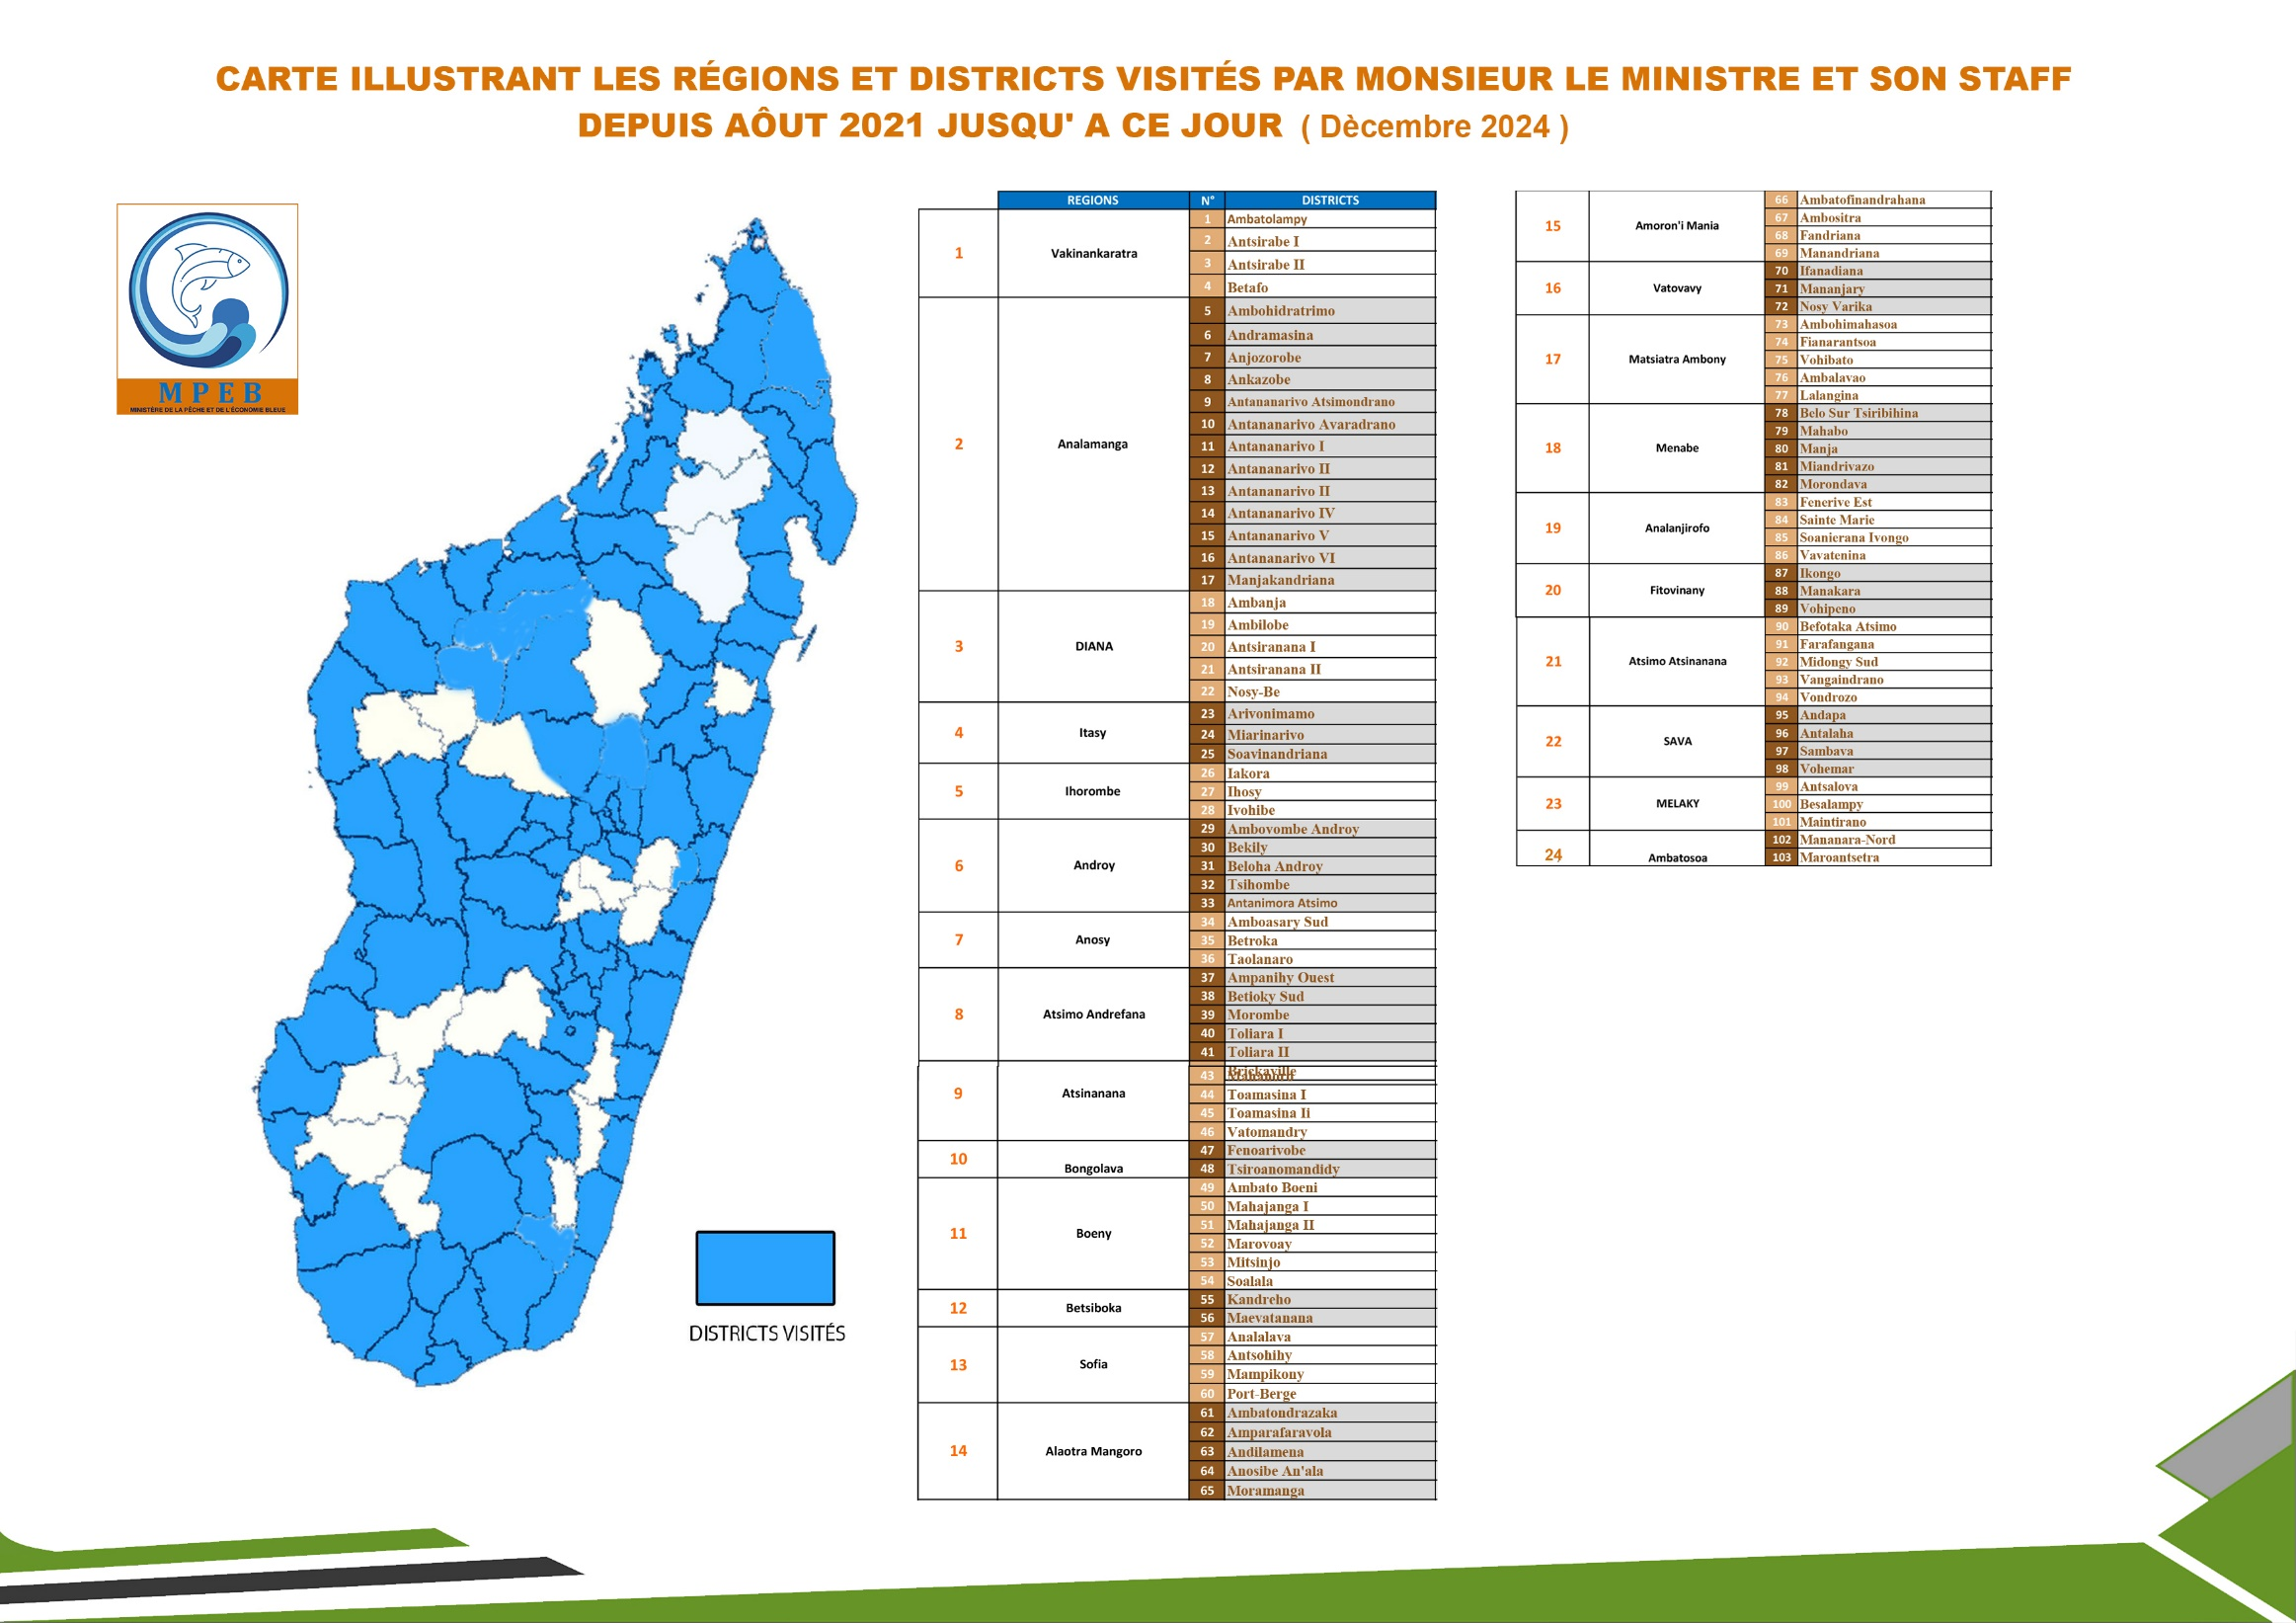 CARTE ILLUSTRANT LES RÉGIONS ET DISTRICTS VISITÉS PAR MONSIEUR LE MINISTRE ET SON STAFF
DEPUIS AÔUT 2021 JUSQU' A CE JOUR ( Dècembre 2024 )
M P E B
MINISTÈRE DE LA PÊCHE ET DE L'ÉCONOMIE BLEUE
DISTRICTS VISITÉS
REGIONS N° DISTRICTS
1 Vakinankaratra
1 Ambatolampy
2 Antsirabe I
3 Antsirabe II
4 Betafo
2 Analamanga
5 Ambohidratrimo
6 Andramasina
7 Anjozorobe
8 Ankazobe
9 Antananarivo Atsimondrano
10 Antananarivo Avaradrano
11 Antananarivo I
12 Antananarivo II
13 Antananarivo II
14 Antananarivo IV
15 Antananarivo V
16 Antananarivo VI
17 Manjakandriana
3 DIANA
18 Ambanja
19 Ambilobe
20 Antsiranana I
21 Antsiranana II
22 Nosy-Be
4 Itasy
23 Arivonimamo
24 Miarinarivo
25 Soavinandriana
5 Ihorombe
26 Iakora
27 Ihosy
28 Ivohibe
6 Androy
29 Ambovombe Androy
30 Bekily
31 Beloha Androy
32 Tsihombe
33 Antanimora Atsimo
7 Anosy
34 Amboasary Sud
35 Betroka
36 Taolanaro
8 Atsimo Andrefana
37 Ampanihy Ouest
38 Betioky Sud
39 Morombe
40 Toliara I
41 Toliara II
9 Atsinanana
Brickaville
43 Mahanoro
44 Toamasina I
45 Toamasina Ii
46 Vatomandry
10 Bongolava
47 Fenoarivobe
48 Tsiroanomandidy
11 Boeny
49 Ambato Boeni
50 Mahajanga I
51 Mahajanga II
52 Marovoay
53 Mitsinjo
54 Soalala
12 Betsiboka
55 Kandreho
56 Maevatanana
13 Sofia
57 Analalava
58 Antsohihy
59 Mampikony
60 Port-Berge
14 Alaotra Mangoro
61 Ambatondrazaka
62 Amparafaravola
63 Andilamena
64 Anosibe An'ala
65 Moramanga
15 Amoron'i Mania
66 Ambatofinandrahana
67 Ambositra
68 Fandriana
69 Manandriana
16 Vatovavy
70 Ifanadiana
71 Mananjary
72 Nosy Varika
17 Matsiatra Ambony
73 Ambohimahasoa
74 Fianarantsoa
75 Vohibato
76 Ambalavao
77 Lalangina
18 Menabe
78 Belo Sur Tsiribihina
79 Mahabo
80 Manja
81 Miandrivazo
82 Morondava
19 Analanjirofo
83 Fenerive Est
84 Sainte Marie
85 Soanierana Ivongo
86 Vavatenina
20 Fitovinany
87 Ikongo
88 Manakara
89 Vohipeno
21 Atsimo Atsinanana
90 Befotaka Atsimo
91 Farafangana
92 Midongy Sud
93 Vangaindrano
94 Vondrozo
22 SAVA
95 Andapa
96 Antalaha
97 Sambava
98 Vohemar
23 MELAKY
99 Antsalova
100 Besalampy
101 Maintirano
24 Ambatosoa
102 Mananara-Nord
103 Maroantsetra